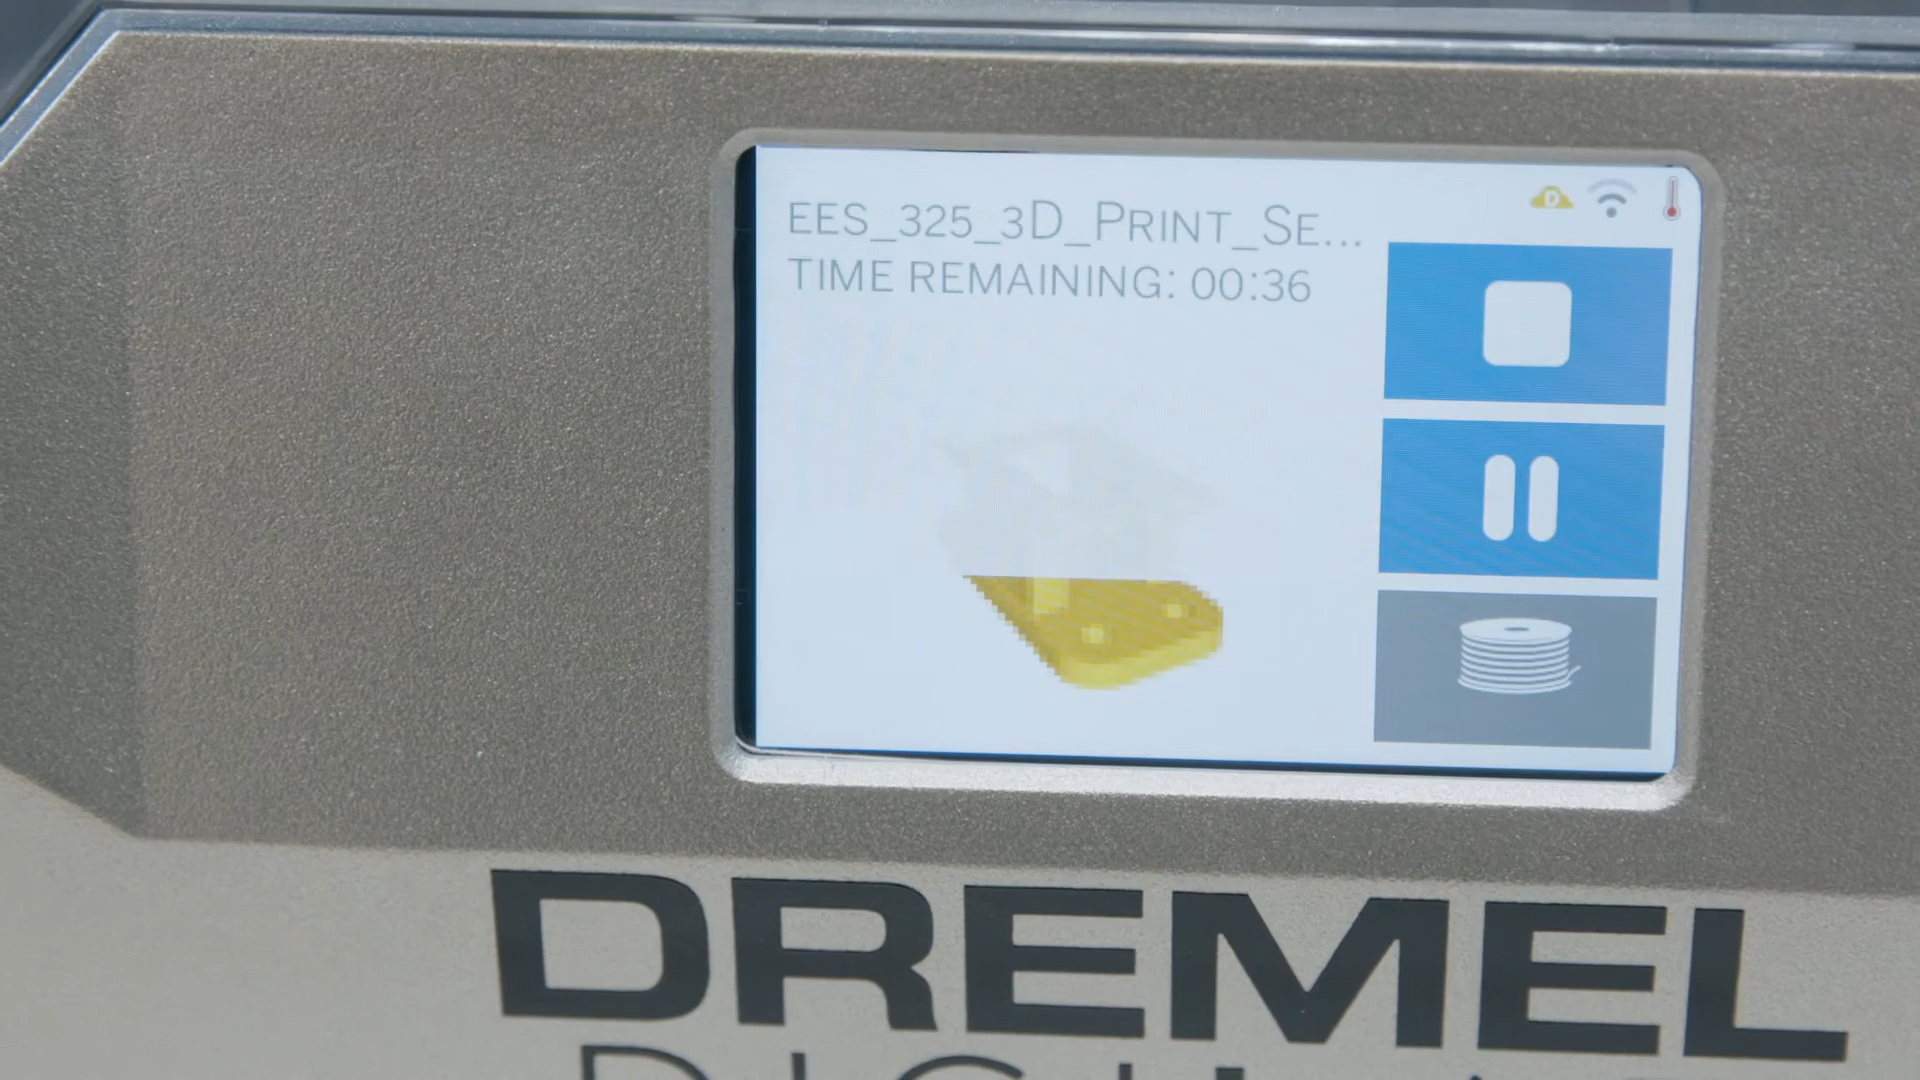 D
EES_325_3D_PRINT_SE...
TIME REMAINING: 00:36
DREMEL